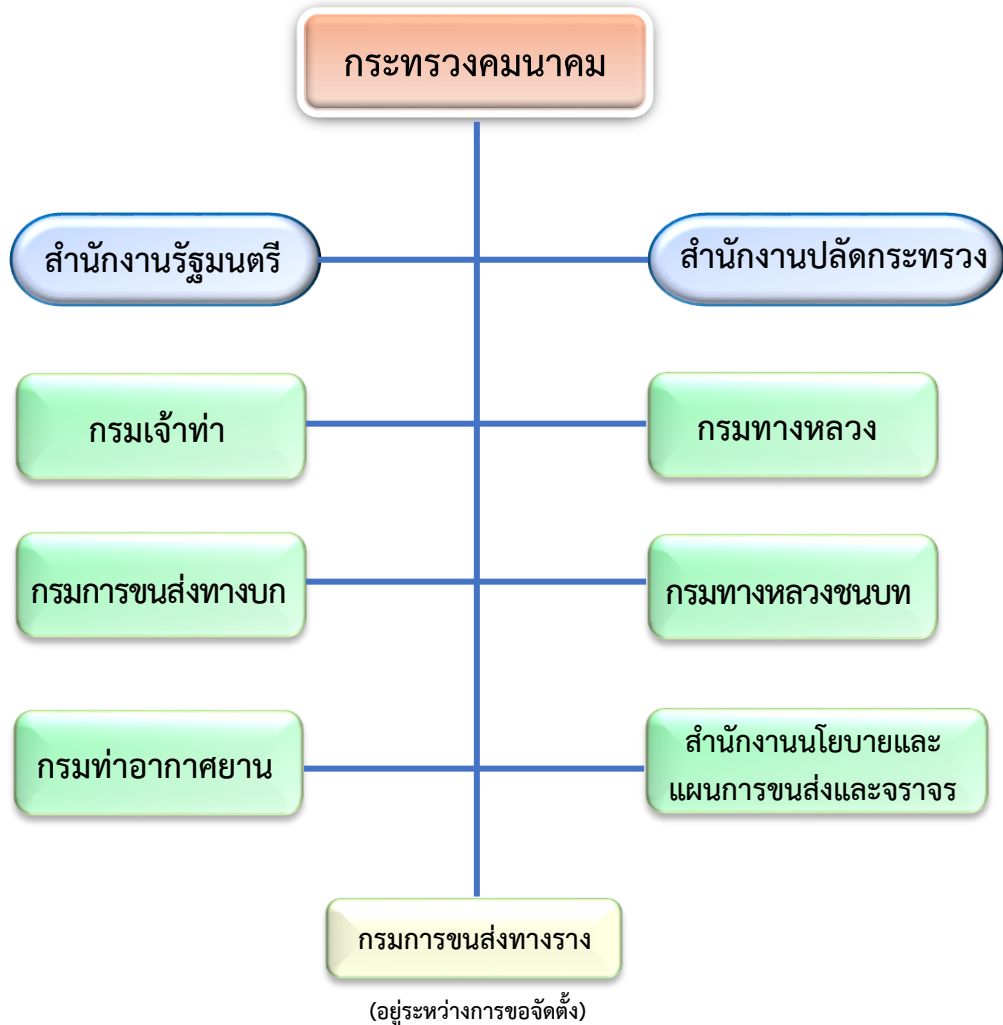 กระทรวงคมนาคม
สำนักงานรัฐมนตรี
สำนักงานปลัดกระทรวง
กรมเจ้าท่า
กรมทางหลวง
กรมการขนส่งทางบก
กรมทางหลวงชนบท
กรมท่าอากาศยาน
สำนักงานนโยบายและ
แผนการขนส่งและจราจร
กรมการขนส่งทางราง
(อยู่ระหว่างการขอจัดตั้ง)